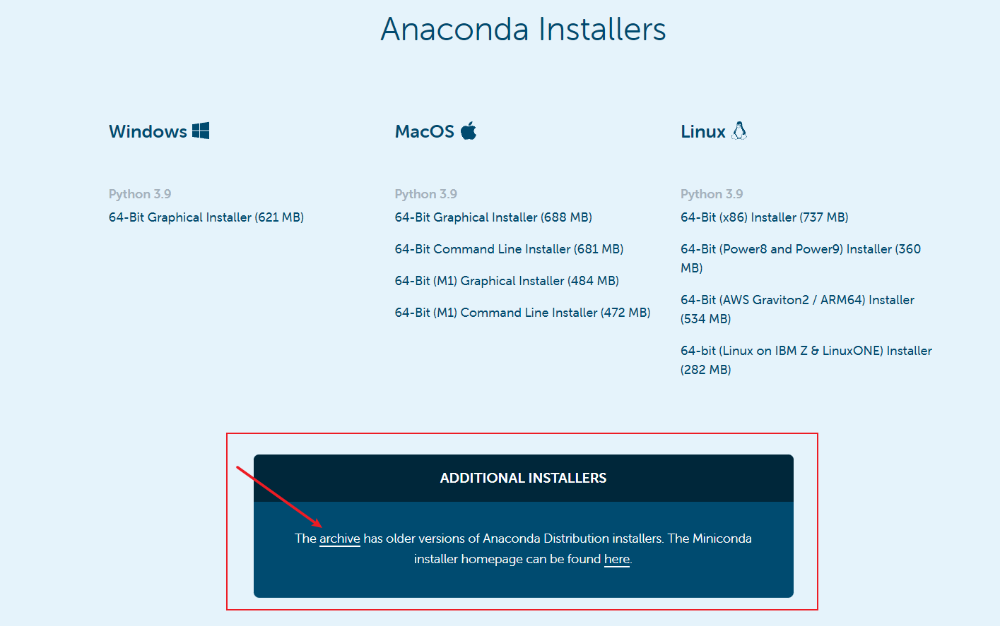 Anaconda Installers
Windows
Python 3.9
64-Bit Graphical Installer (621 MB)
MacOS
Python 3.9
64-Bit Graphical Installer (688 MB)
64-Bit Command Line Installer (681 MB)
64-Bit (M1) Graphical Installer (484 MB)
64-Bit (M1) Command Line Installer (472 MB)
Linux
Python 3.9
64-Bit (x86) Installer (737 MB)
64-Bit (Power8 and Power9) Installer (360
MB)
64-Bit (AWS Graviton2 / ARM64) Installer
(534 MB)
64-bit (Linux on IBM Z & LinuxONE) Installer
(282 MB)
ADDITIONAL INSTALLERS
The archive has older versions of Anaconda Distribution installers. The Miniconda
installer homepage can be found here.